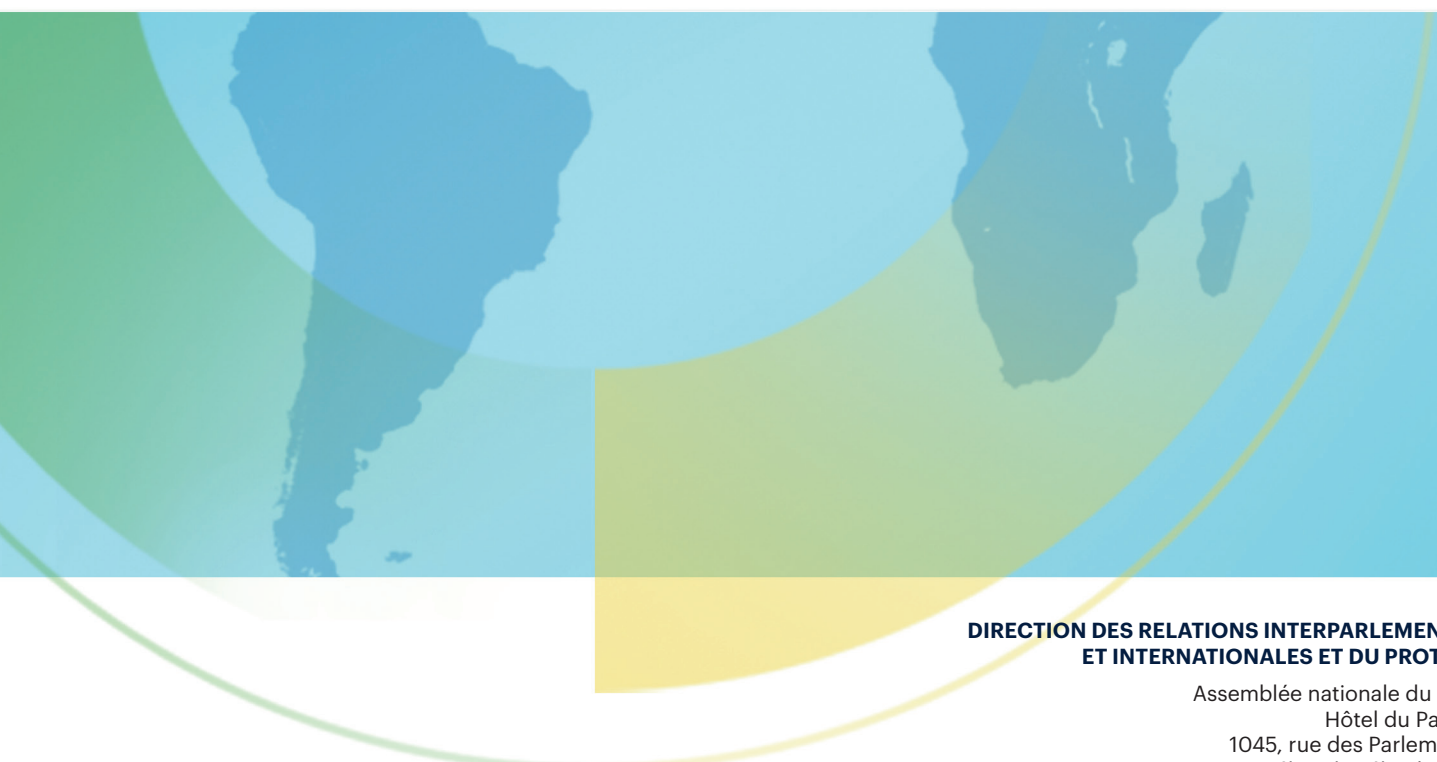 DIRECTION DES RELATIONS INTERPARLEMEN
ET INTERNATIONALES ET DU PROT
Assemblée nationale du
Hôtel du Pa
1045, rue des Parlem